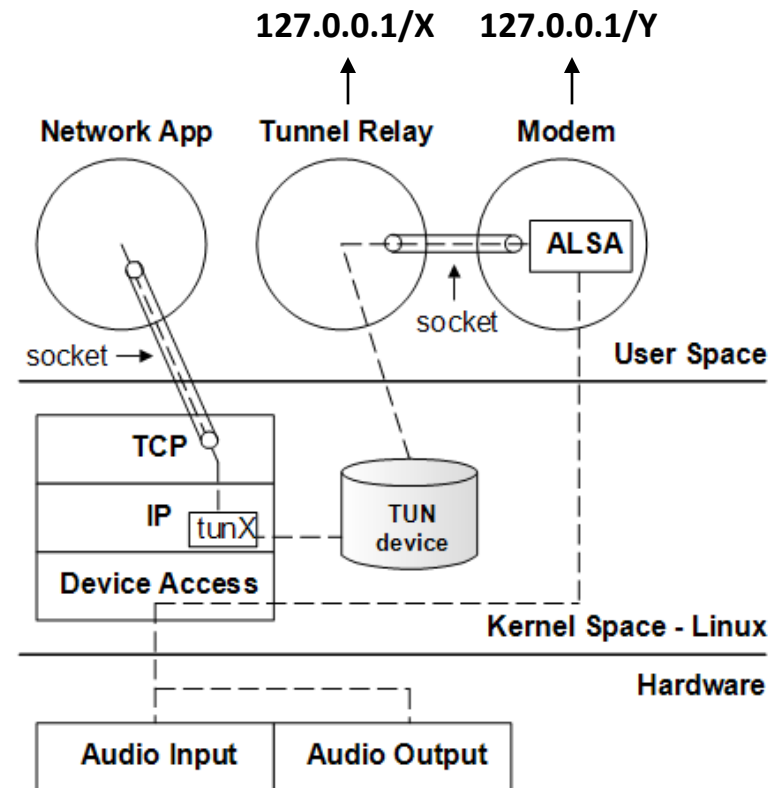 127.0.0.1/X 127.0.0.1/Y
Network App Tunnel Relay Modem
ALSA
socket
socket
User Space
TCP
IP tunX
TUN
device
Device Access
Kernel Space - Linux
Hardware
Audio Input Audio Output